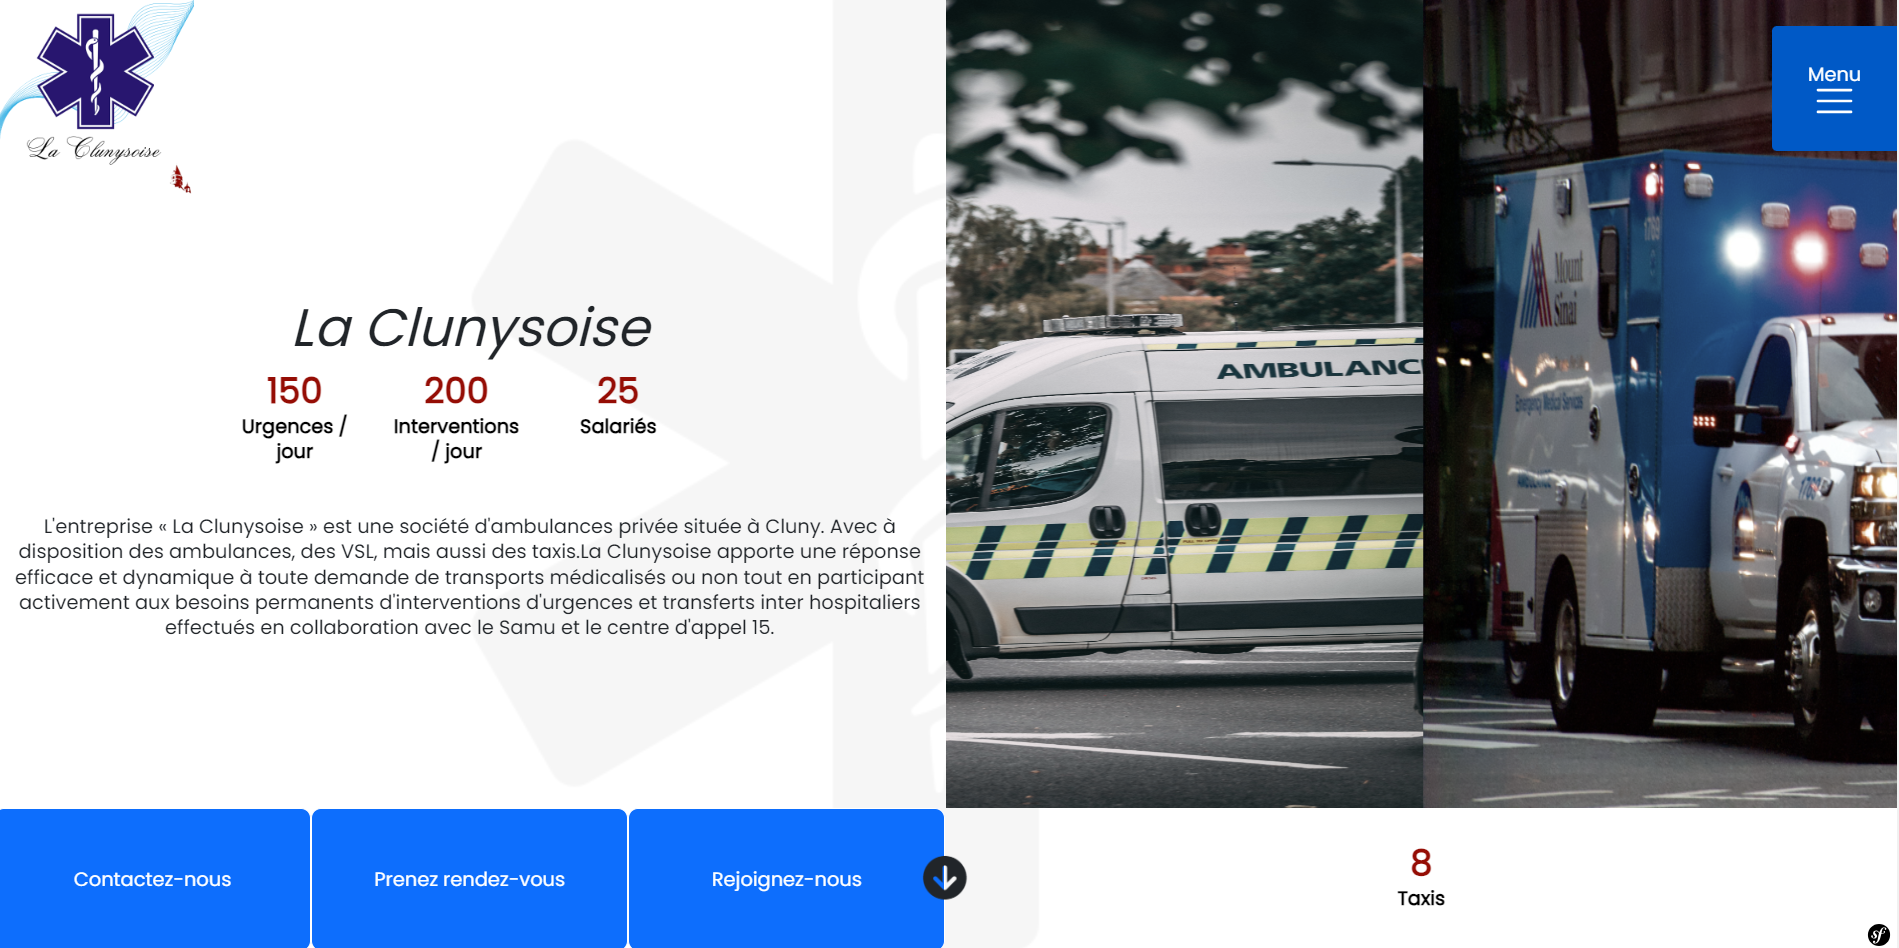 La Clunysoise
Menu
La Clunysoise
150
Urgences /
jour
200
Interventions
/ jour
25
Salariés
L'entreprise « La Clunysoise » est une société d'ambulances privée située à Cluny. Avec à
disposition des ambulances, des VSL, mais aussi des taxis.La Clunysoise apporte une réponse
efficace et dynamique à toute demande de transports médicalisés ou non tout en participant
activement aux besoins permanents d'interventions d'urgences et transferts inter hospitaliers
effectués en collaboration avec le Samu et le centre d'appel 15.
AMBULANC
1769
Mount
Sinai
Emergency Medical Services
AMBULANCE
1769
Contactez-nous
Prenez rendez-vous
Rejoignez-nous
8
Taxis
sf